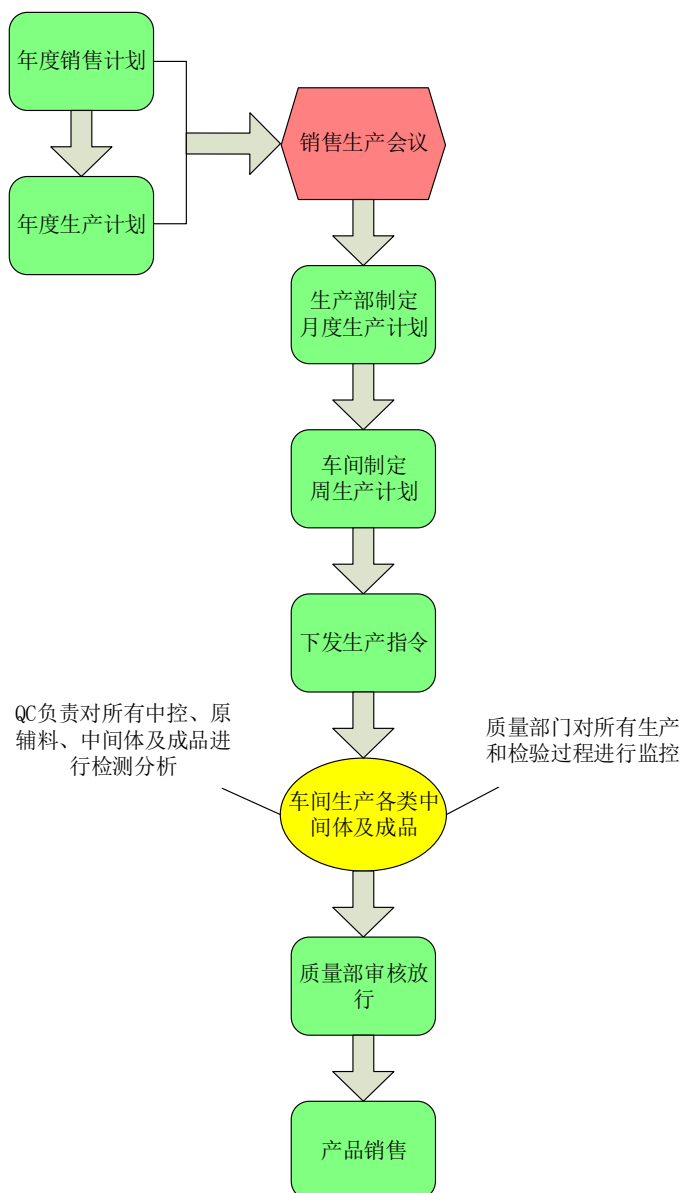 年度销售计划
销售生产会议
年度生产计划
生产部制定
月度生产计划
车间制定
周生产计划
下发生产指令
QC负责对所有中控、原
辅料、中间体及成品进
行检测分析
质量部门对所有生产
和检验过程进行监控
车间生产各类中
间体及成品
质量部审核放
行
产品销售